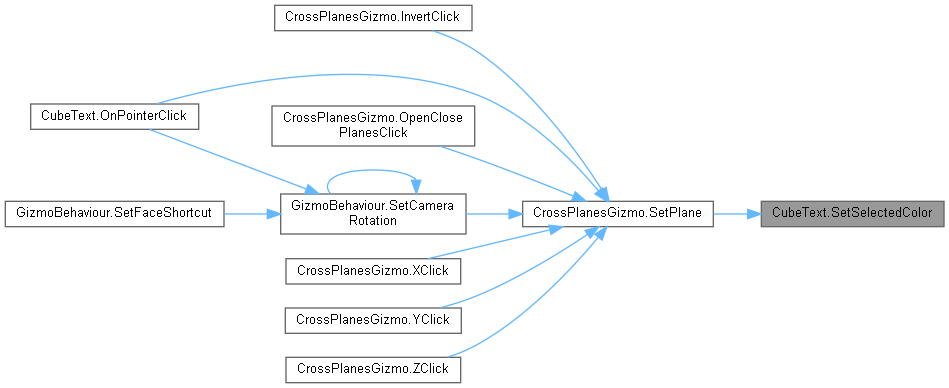 CrossPlanesGizmo.InvertClick
CubeText.OnPointerClick
CrossPlanesGizmo.OpenClose
PlanesClick
GizmoBehaviour.SetFaceShortcut
GizmoBehaviour.SetCamera
Rotation
CrossPlanesGizmo.SetPlane
CubeText.SetSelectedColor
CrossPlanesGizmo.XClick
CrossPlanesGizmo.YClick
CrossPlanesGizmo.ZClick